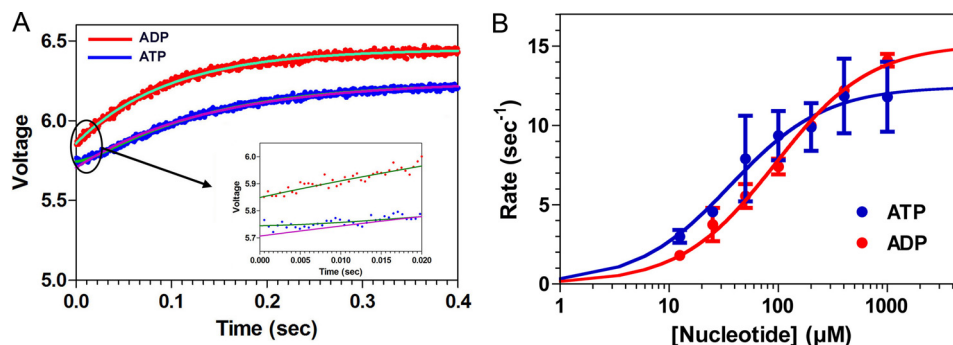 A
6.5
6.0
5.5
5.0
Voltage
ADP
ATP
6.0
5.9
5.8
5.7
Voltage
0.000
0.005
0.010
0.015
0.020
Time (sec)
0.0
0.1
0.2
0.3
0.4
Time (sec)
B
15
10
5
0
Rate (sec⁻¹)
ATP
ADP
1
10
100
1000
[Nucleotide] (µM)